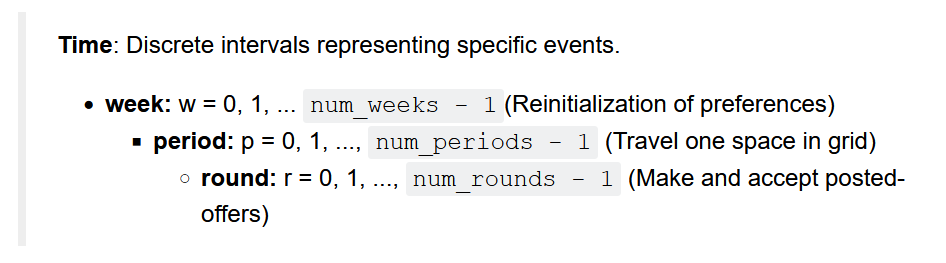 Time: Discrete intervals representing specific events.
• week: w = 0, 1, ... num_weeks - 1 (Reinitialization of preferences)
▪ period: p = 0, 1, ..., num_periods - 1 (Travel one space in grid)
○ round: r = 0, 1, ..., num_rounds - 1 (Make and accept posted-
offers)